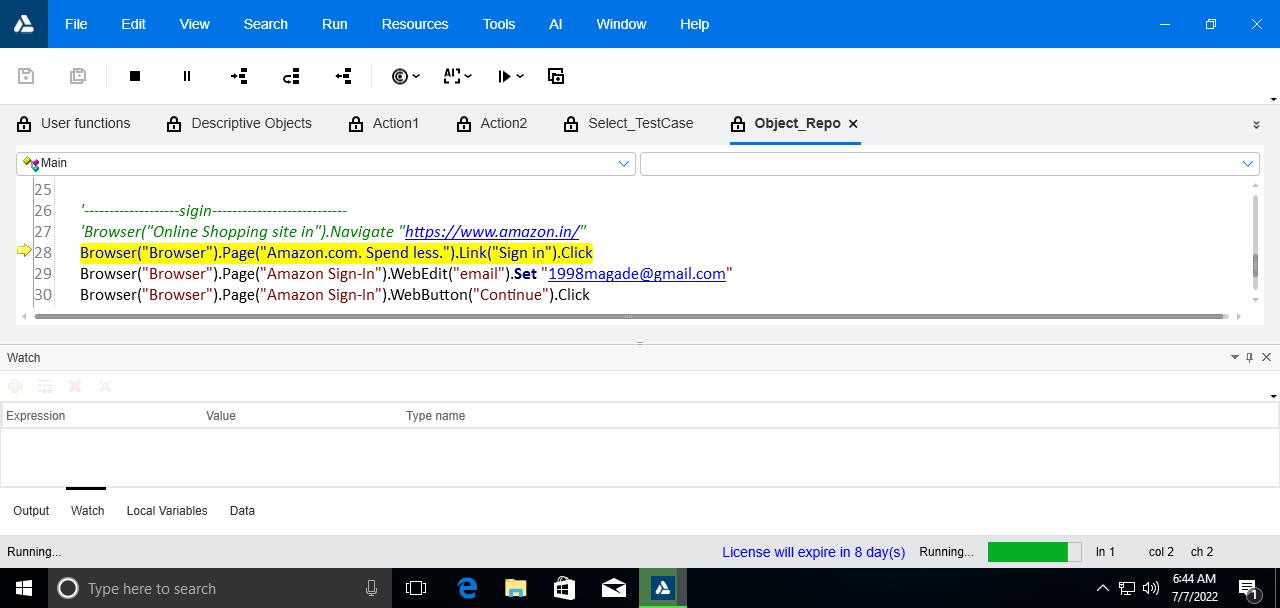 File Edit View Search Run Resources Tools AI Window Help
AI
User functions Descriptive Objects Action1 Action2 Select_TestCase Object_Repo
Main
25
26 '-------------------sigin---------------------------
27 'Browser("Online Shopping site in").Navigate "https://www.amazon.in/"
28 Browser("Browser").Page("Amazon.com. Spend less.").Link("Sign in").Click
29 Browser("Browser").Page("Amazon Sign-In").WebEdit("email").Set "1998magade@gmail.com"
30 Browser("Browser").Page("Amazon Sign-In").WebButton("Continue").Click
Watch
Expression Value Type name
Output Watch Local Variables Data
Running... License will expire in 8 day(s) Running... ln 1 col 2 ch 2
Type here to search 6:44 AM
7/7/2022 1